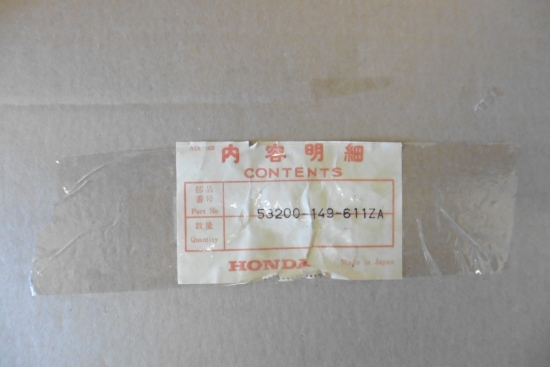 内容明細
CONTENTS
部品
番号
Part No 53200-149-611ZA
数量
Quantity
HONDA Made in Japan